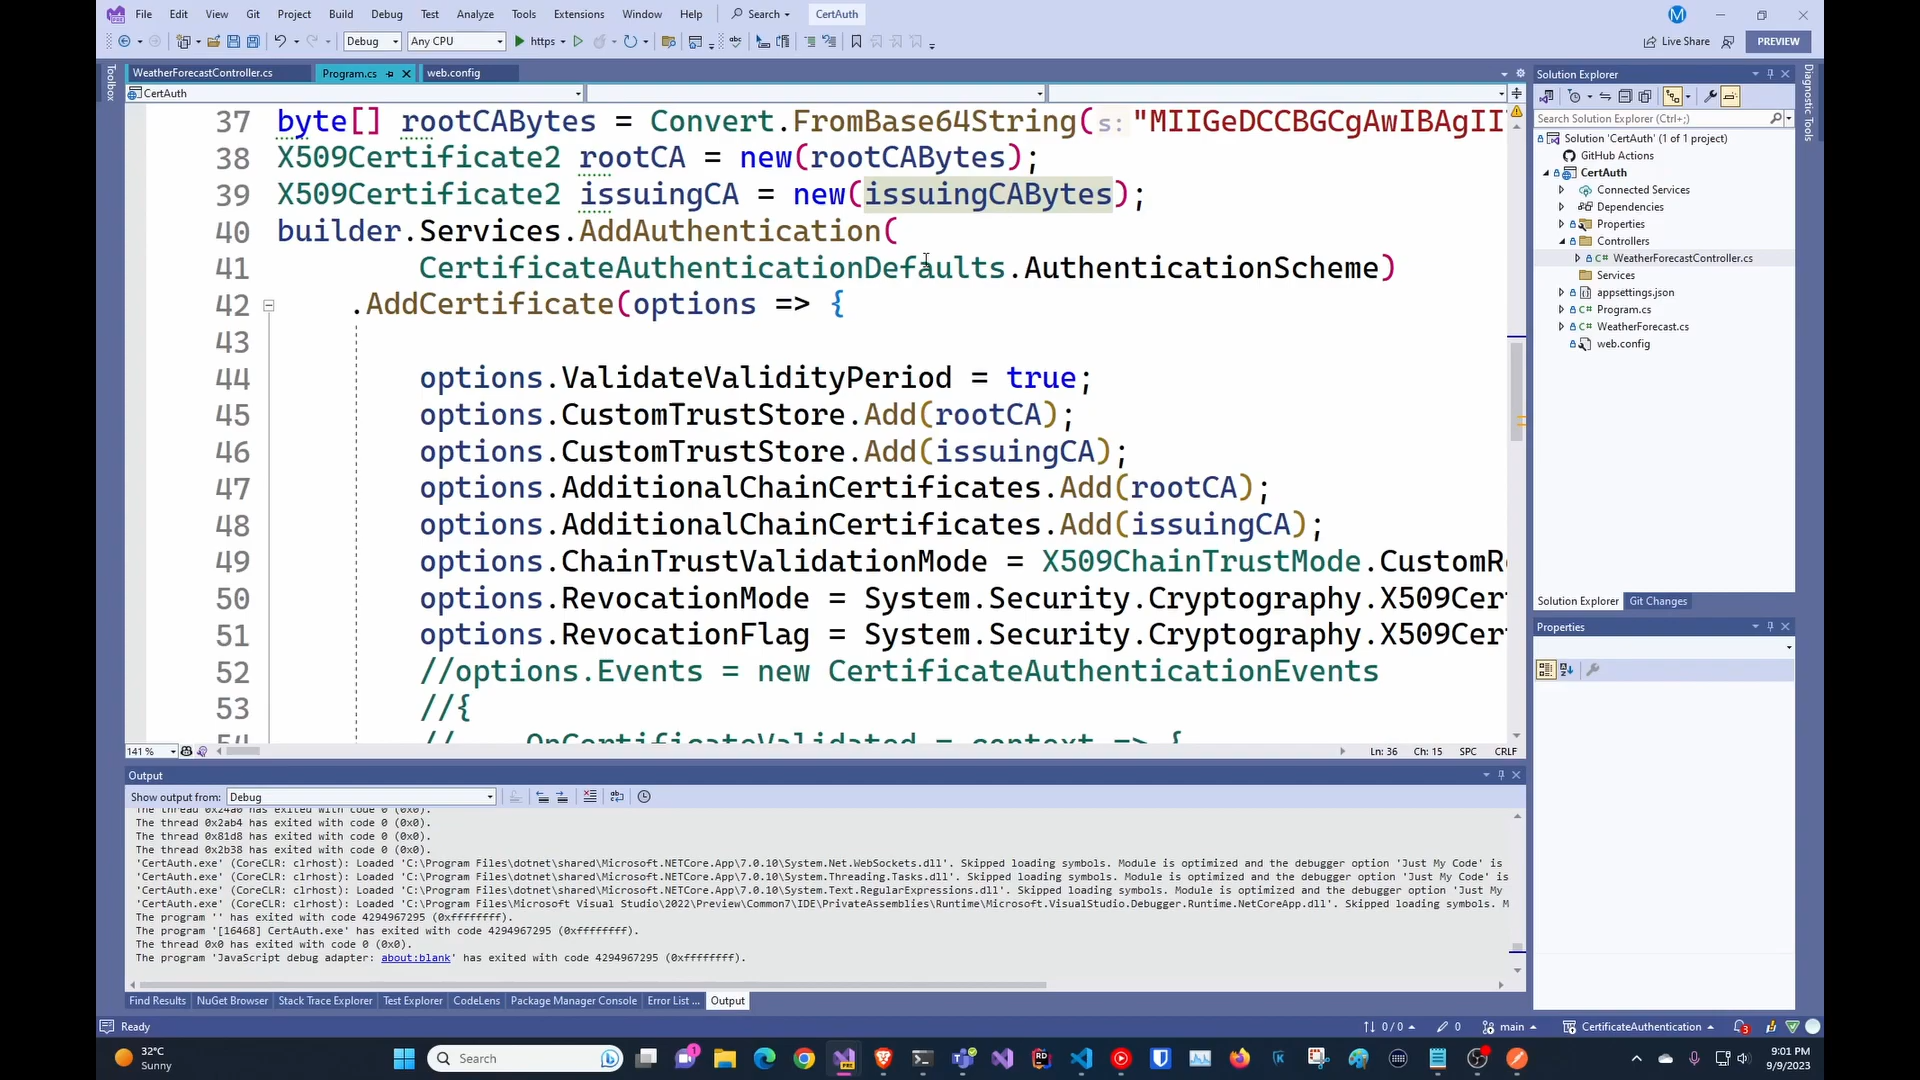 File Edit View Git Project Build Debug Test Analyze Tools Extensions Window Help Search CertAuth M
Debug Any CPU https Live Share PREVIEW
WeatherForecastController.cs Program.cs web.config
CertAuth
Toolbox
37 byte[] rootCABytes = Convert.FromBase64String(s: "MIIGeDCCBGCgAwIBAgII
38 X509Certificate2 rootCA = new(rootCABytes);
39 X509Certificate2 issuingCA = new(issuingCABytes);
40 builder.Services.AddAuthentication(
41 CertificateAuthenticationDefaults.AuthenticationScheme)
42 .AddCertificate(options => {
43
44 options.ValidateValidityPeriod = true;
45 options.CustomTrustStore.Add(rootCA);
46 options.CustomTrustStore.Add(issuingCA);
47 options.AdditionalChainCertificates.Add(rootCA);
48 options.AdditionalChainCertificates.Add(issuingCA);
49 options.ChainTrustValidationMode = X509ChainTrustMode.CustomR
50 options.RevocationMode = System.Security.Cryptography.X509Cer
51 options.RevocationFlag = System.Security.Cryptography.X509Cer
52 //options.Events = new CertificateAuthenticationEvents
53 //{
54 // OnCertificateValidated = context => {
141 % Ln: 36 Ch: 15 SPC CRLF
Output
Show output from: Debug
The thread 0x24a0 has exited with code 0 (0x0).
The thread 0x2ab4 has exited with code 0 (0x0).
The thread 0x81d8 has exited with code 0 (0x0).
The thread 0x2b38 has exited with code 0 (0x0).
'CertAuth.exe' (CoreCLR: clrhost): Loaded 'C:\Program Files\dotnet\shared\Microsoft.NETCore.App\7.0.10\System.Net.WebSockets.dll'. Skipped loading symbols. Module is optimized and the debugger option 'Just My Code' is
'CertAuth.exe' (CoreCLR: clrhost): Loaded 'C:\Program Files\dotnet\shared\Microsoft.NETCore.App\7.0.10\System.Threading.Tasks.dll'. Skipped loading symbols. Module is optimized and the debugger option 'Just My Code' is
'CertAuth.exe' (CoreCLR: clrhost): Loaded 'C:\Program Files\dotnet\shared\Microsoft.NETCore.App\7.0.10\System.Text.RegularExpressions.dll'. Skipped loading symbols. Module is optimized and the debugger option 'Just My
'CertAuth.exe' (CoreCLR: clrhost): Loaded 'C:\Program Files\Microsoft Visual Studio\2022\Preview\Common7\IDE\PrivateAssemblies\Runtime\Microsoft.VisualStudio.Debugger.Runtime.NetCoreApp.dll'. Skipped loading symbols. M
The program '' has exited with code 4294967295 (0xffffffff).
The program '[16468] CertAuth.exe' has exited with code 4294967295 (0xffffffff).
The thread 0x0 has exited with code 0 (0x0).
The program 'JavaScript debug adapter: about:blank' has exited with code 4294967295 (0xffffffff).
Find Results NuGet Browser Stack Trace Explorer Test Explorer CodeLens Package Manager Console Error List ... Output
Solution Explorer
Search Solution Explorer (Ctrl+;)
Solution 'CertAuth' (1 of 1 project)
GitHub Actions
CertAuth
Connected Services
Dependencies
Properties
Controllers
C# WeatherForecastController.cs
Services
appsettings.json
C# Program.cs
C# WeatherForecast.cs
web.config
Solution Explorer Git Changes
Properties
Diagnostic Tools
Ready 0 / 0 0 main CertificateAuthentication 3
32°C
Sunny
Search
9:01 PM
9/9/2023